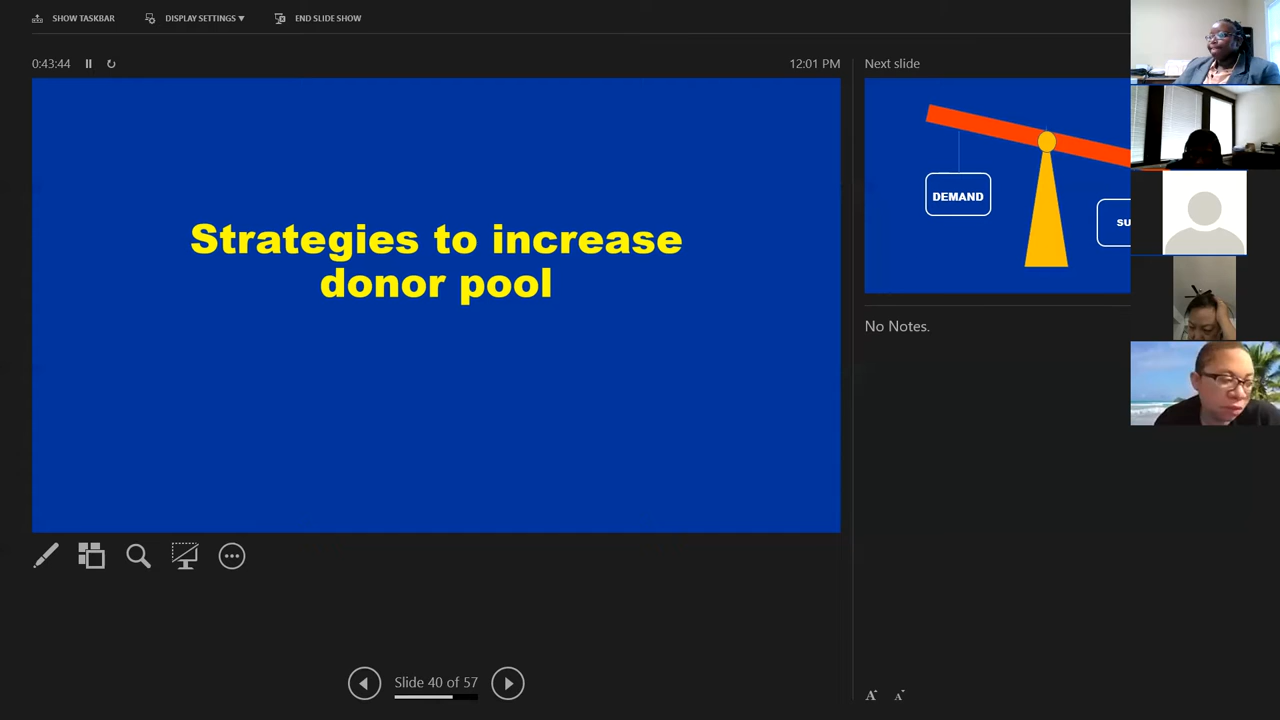 SHOW TASKBAR
DISPLAY SETTINGS
END SLIDE SHOW
0:43:44
12:01 PM
Next slide
Strategies to increase
donor pool
DEMAND
SU
No Notes.
Slide 40 of 57
A A